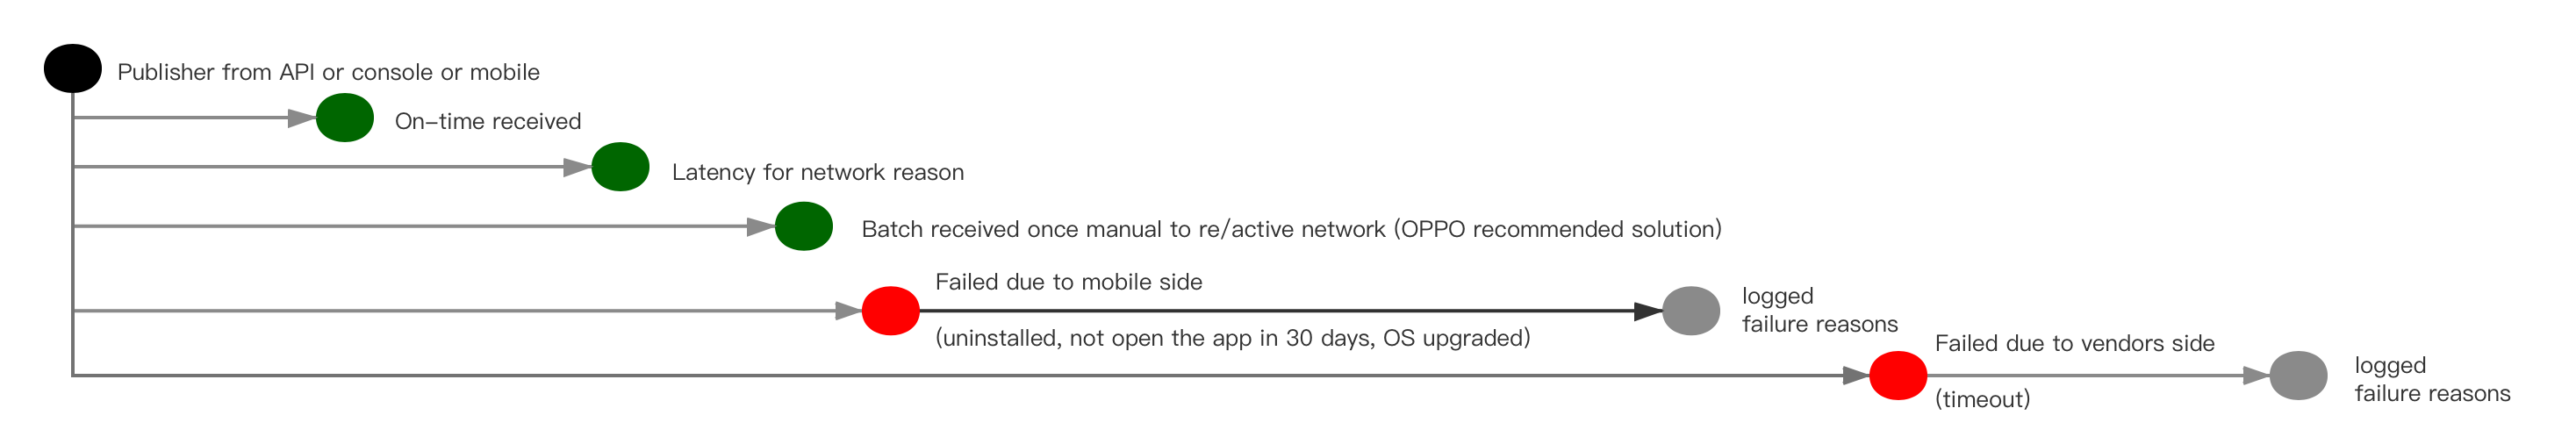 Publisher from API or console or mobile
On-time received
Latency for network reason
Batch received once manual to re/active network (OPPO recommended solution)
Failed due to mobile side
(uninstalled, not open the app in 30 days, OS upgraded)
logged
failure reasons
Failed due to vendors side
(timeout)
logged
failure reasons